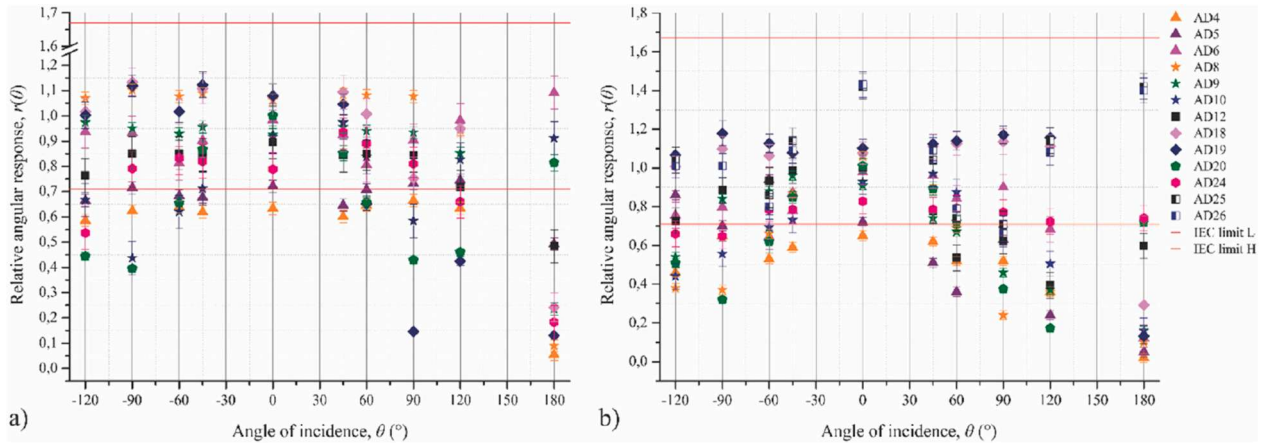 1,7
1,6
1,2
1,1
1,0
0,9
0,8
0,7
0,6
0,5
0,4
0,3
0,2
0,1
0,0
Relative angular response, r(θ)
-120 -90 -60 -30 0 30 60 90 120 150 180
Angle of incidence, θ (°)
a)
1,8
1,6
1,4
1,2
1,0
0,8
0,6
0,4
0,2
0,0
Relative angular response, r(θ)
-120 -90 -60 -30 0 30 60 90 120 150 180
Angle of incidence, θ (°)
b)
AD4
AD5
AD6
AD8
AD9
AD10
AD12
AD18
AD19
AD20
AD24
AD25
AD26
IEC limit L
IEC limit H